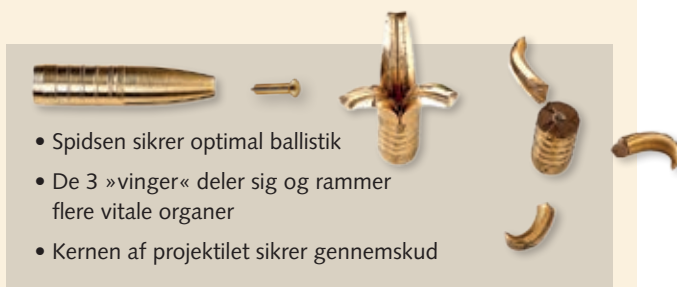 • Spidsen sikrer optimal ballistik
• De 3 »vinger« deler sig og rammer
flere vitale organer
• Kernen af projektilet sikrer gennemskud